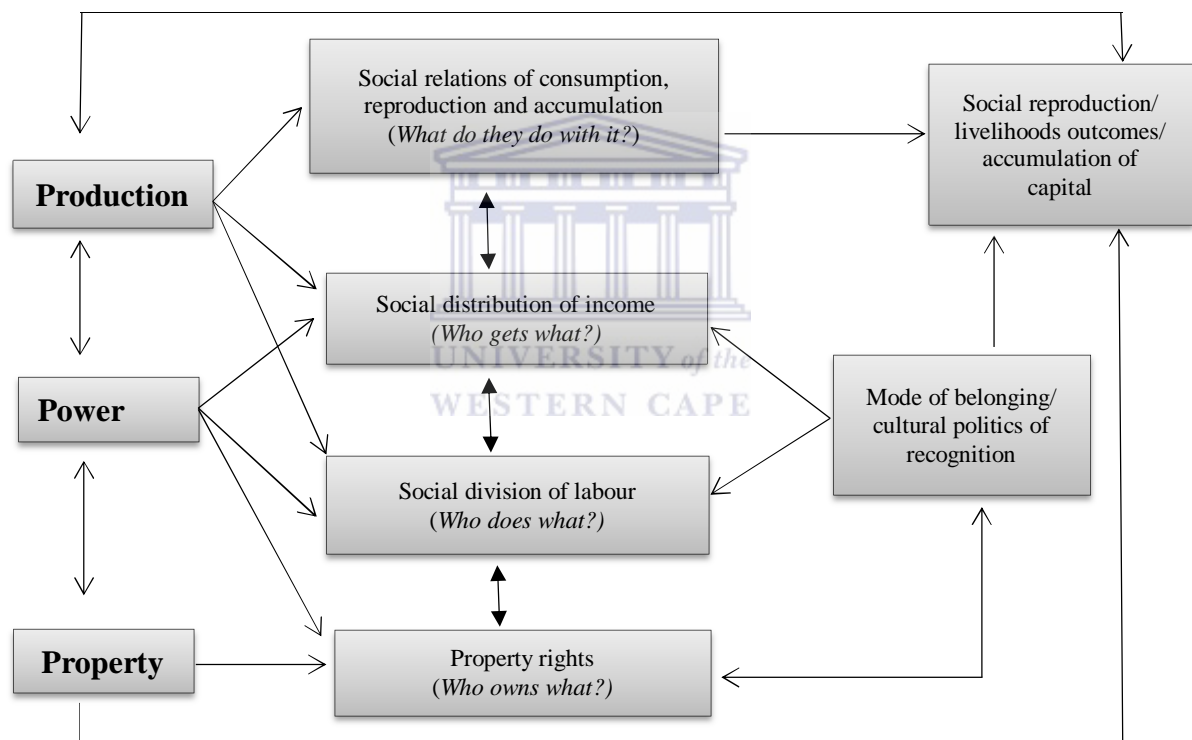 Social relations of consumption,
reproduction and accumulation
(What do they do with it?)
Social reproduction/
livelihoods outcomes/
accumulation of
capital
Production
Social distribution of income
(Who gets what?)
UNIVERSITY of the
WESTERN CAPE
Power
Mode of belonging/
cultural politics of
recognition
Social division of labour
(Who does what?)
Property
Property rights
(Who owns what?)